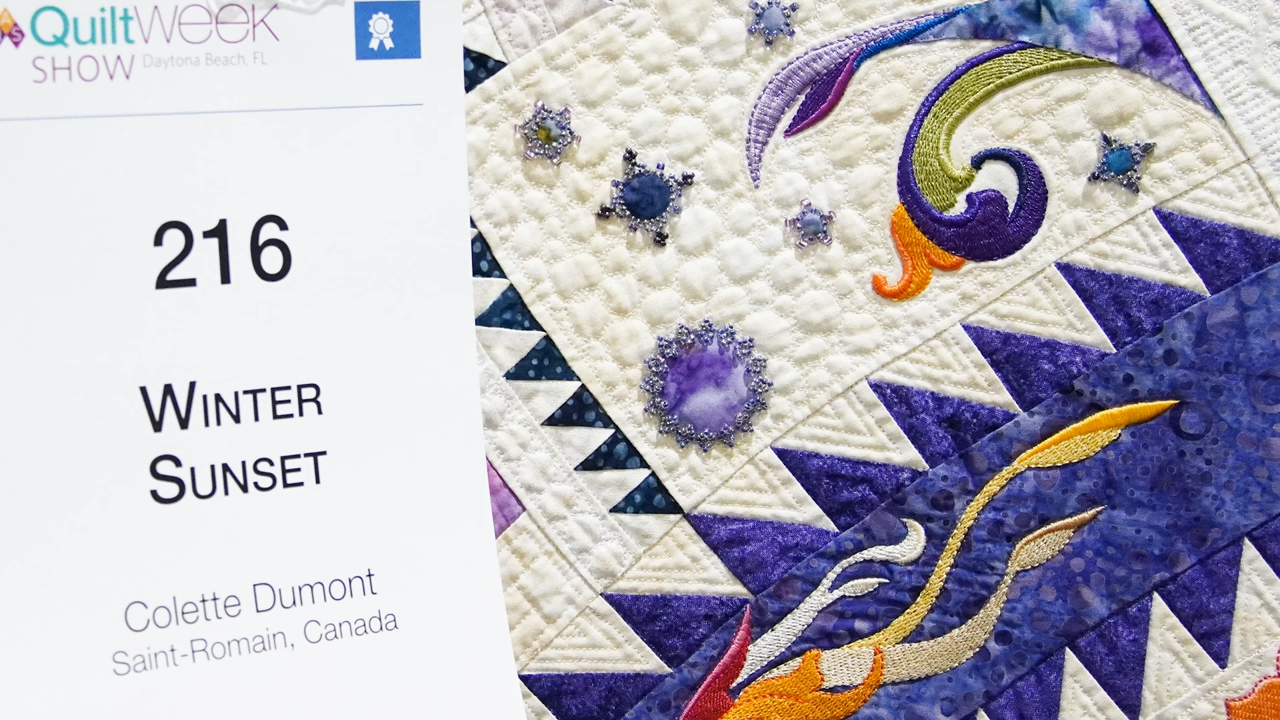 QuiltWeek
SHOW Daytona Beach, FL
216
WINTER
SUNSET
Colette Dumont
Saint-Romain, Canada